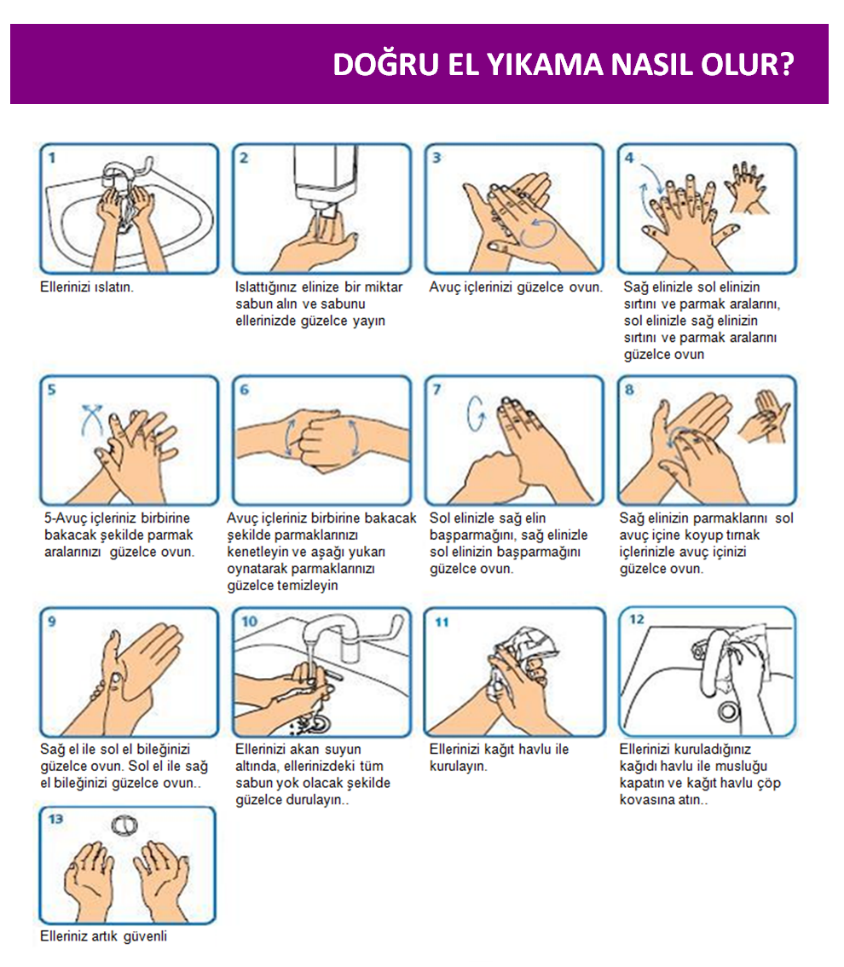 DOĞRU EL YIKAMA NASIL OLUR?
1
Ellerinizi ıslatın.
2
Islattığınız elinize bir miktar
sabun alın ve sabunu
ellerinizde güzelce yayın
3
Avuç içlerinizi güzelce ovun.
4
Sağ elinizle sol elinizin
sırtını ve parmak aralarını,
sol elinizle sağ elinizin
sırtını ve parmak aralarını
güzelce ovun
5
5-Avuç içleriniz birbirine
bakacak şekilde parmak
aralarınızı güzelce ovun.
6
Avuç içleriniz birbirine bakacak
şekilde parmaklarınızı
kenetleyin ve aşağı yukarı
oynatarak parmaklarınızı
güzelce temizleyin
7
Sol elinizle sağ elin
başparmağını, sağ elinizle
sol elinizin başparmağını
güzelce ovun.
8
Sağ elinizin parmaklarını sol
avuç içine koyup tırnak
içlerinizle avuç içinizi
güzelce ovun.
9
Sağ el ile sol el bileğinizi
güzelce ovun. Sol el ile sağ
el bileğinizi güzelce ovun..
10
Ellerinizi akan suyun
altında, ellerinizdeki tüm
sabun yok olacak şekilde
güzelce durulayın..
11
Ellerinizi kağıt havlu ile
kurulayın.
12
Ellerinizi kuruladığınız
kağıdı havlu ile musluğu
kapatın ve kağıt havlu çöp
kovasına atın..
13
Elleriniz artık güvenli